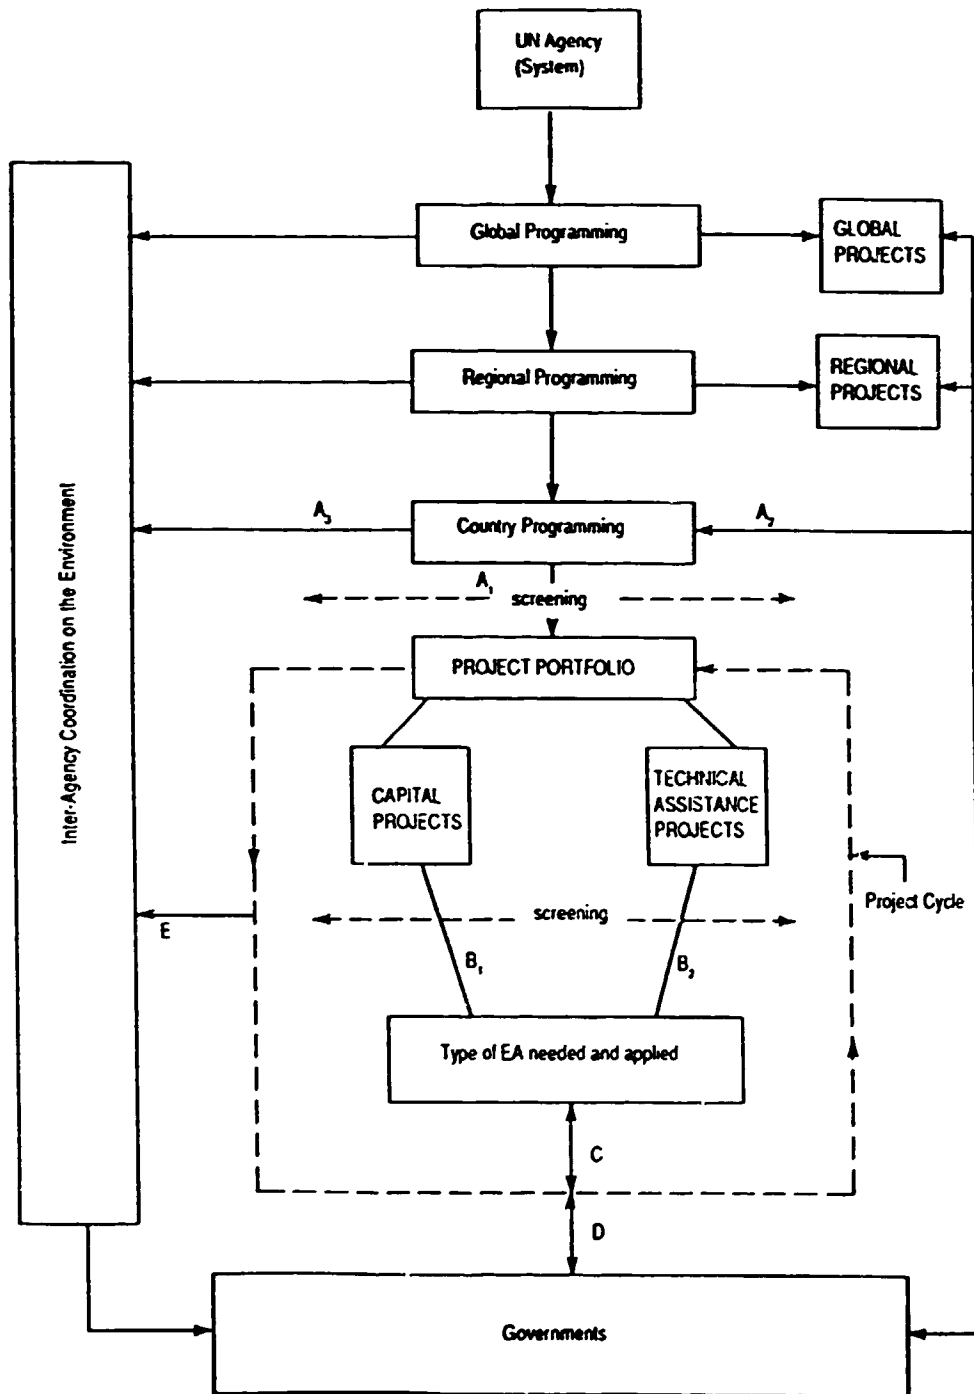 UN Agency
(System)
Global Programming
GLOBAL
PROJECTS
Regional Programming
REGIONAL
PROJECTS
Inter-Agency Coordination on the Environment
A₃
Country Programming
A₂
A₁
screening
PROJECT PORTFOLIO
CAPITAL
PROJECTS
TECHNICAL
ASSISTANCE
PROJECTS
Project Cycle
screening
E
B₁
B₂
Type of EA needed and applied
C
D
Governments